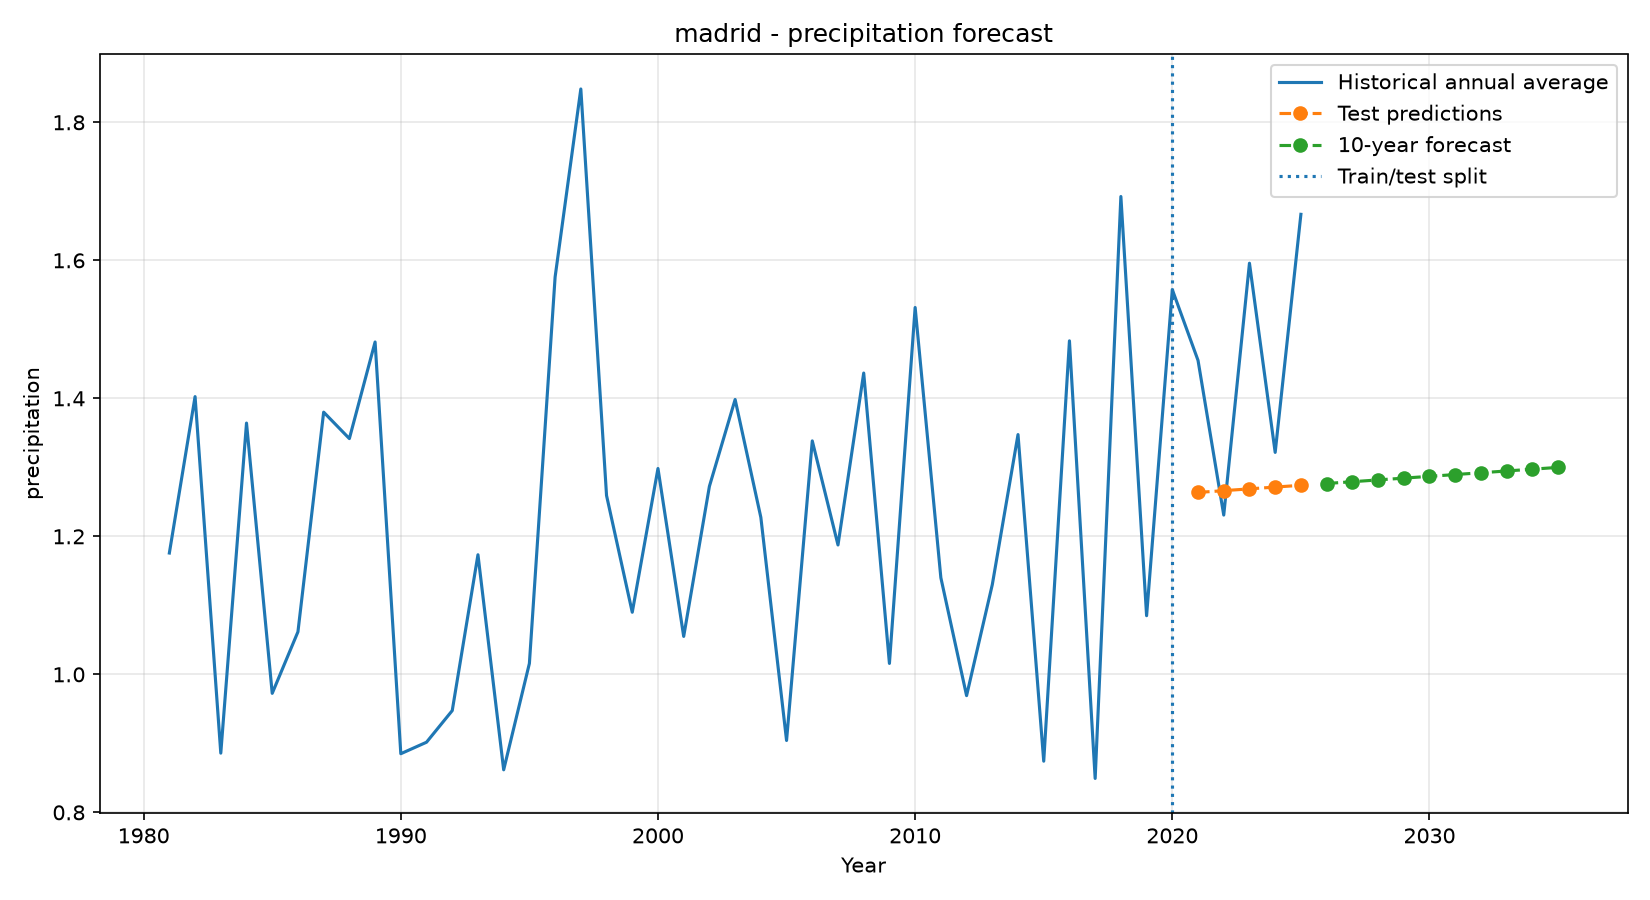 madrid - precipitation forecast
Historical annual average
Test predictions
10-year forecast
Train/test split
precipitation
1.8
1.6
1.4
1.2
1.0
0.8
1980 1990 2000 2010 2020 2030
Year